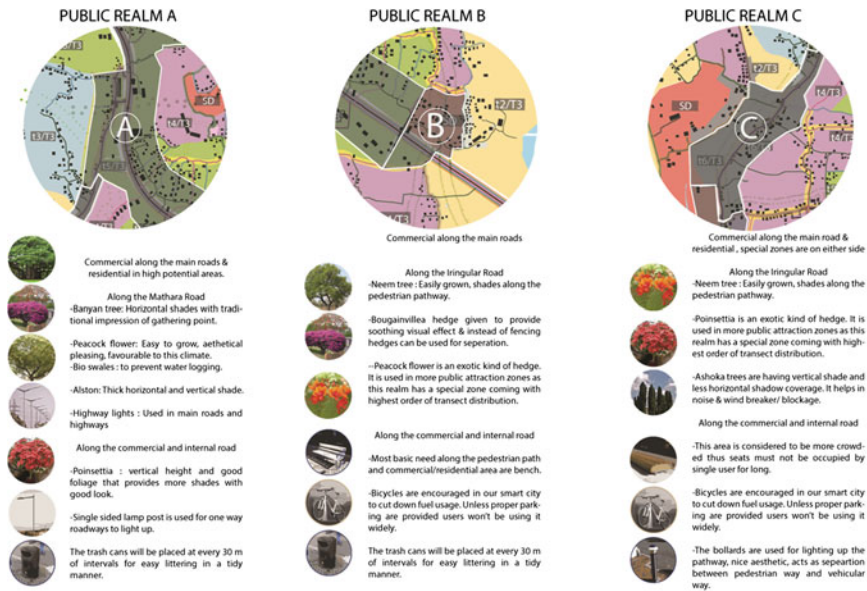 PUBLIC REALM A
A
SD
t3/T3
t4/T3
t5/T3
Commercial along the main roads &
residential in high potential areas.
Along the Mathara Road
-Banyan tree: Horizontal shades with tradi-
tional impression of gathering point.
-Peacock flower: Easy to grow, aethetical
pleasing, favourable to this climate.
-Bio swales : to prevent water logging.
-Alston: Thick horizontal and vertical shade.
-Highway lights : Used in main roads and
highways
Along the commercial and internal road
-Poinsettia : vertical height and good
foliage that provides more shades with
good look.
-Single sided lamp post is used for one way
roadways to light up.
The trash cans will be placed at every 30 m
of intervals for easy littering in a tidy
manner.
PUBLIC REALM B
B
t2/T3
Commercial along the main roads
Along the Iringular Road
-Neem tree : Easily grown, shades along the
pedestrian pathway.
-Bougainvillea hedge given to provide
soothing visual effect & instead of fencing
hedges can be used for seperation.
--Peacock flower is an exotic kind of hedge.
It is used in more public attraction zones as
this realm has a special zone coming with
highest order of transect distribution.
Along the commercial and internal road
-Most basic need along the pedestrian path
and commercial/residential area are bench.
-Bicycles are encouraged in our smart city
to cut down fuel usage. Unless proper park-
ing are provided users won't be using it
widely.
The trash cans will be placed at every 30 m
of intervals for easy littering in a tidy
manner.
PUBLIC REALM C
C
t2/T3
SD
t4/T3
t6/T3
Commercial along the main road &
residential , special zones are on either side
Along the Iringular Road
-Neem tree : Easily grown, shades along the
pedestrian pathway.
-Poinsettia is an exotic kind of hedge. It is
used in more public attraction zones as this
realm has a special zone coming with high-
est order of transect distribution.
-Ashoka trees are having vertical shade and
less horizontal shadow coverage. It helps in
noise & wind breaker/ blockage.
Along the commercial and internal road
-This area is considered to be more crowd-
ed thus seats must not be occupied by
single user for long.
-Bicycles are encouraged in our smart city
to cut down fuel usage. Unless proper park-
ing are provided users won't be using it
widely.
-The bollards are used for lighting up the
pathway, nice aesthetic, acts as sepeartion
between pedestrian way and vehicular
way.